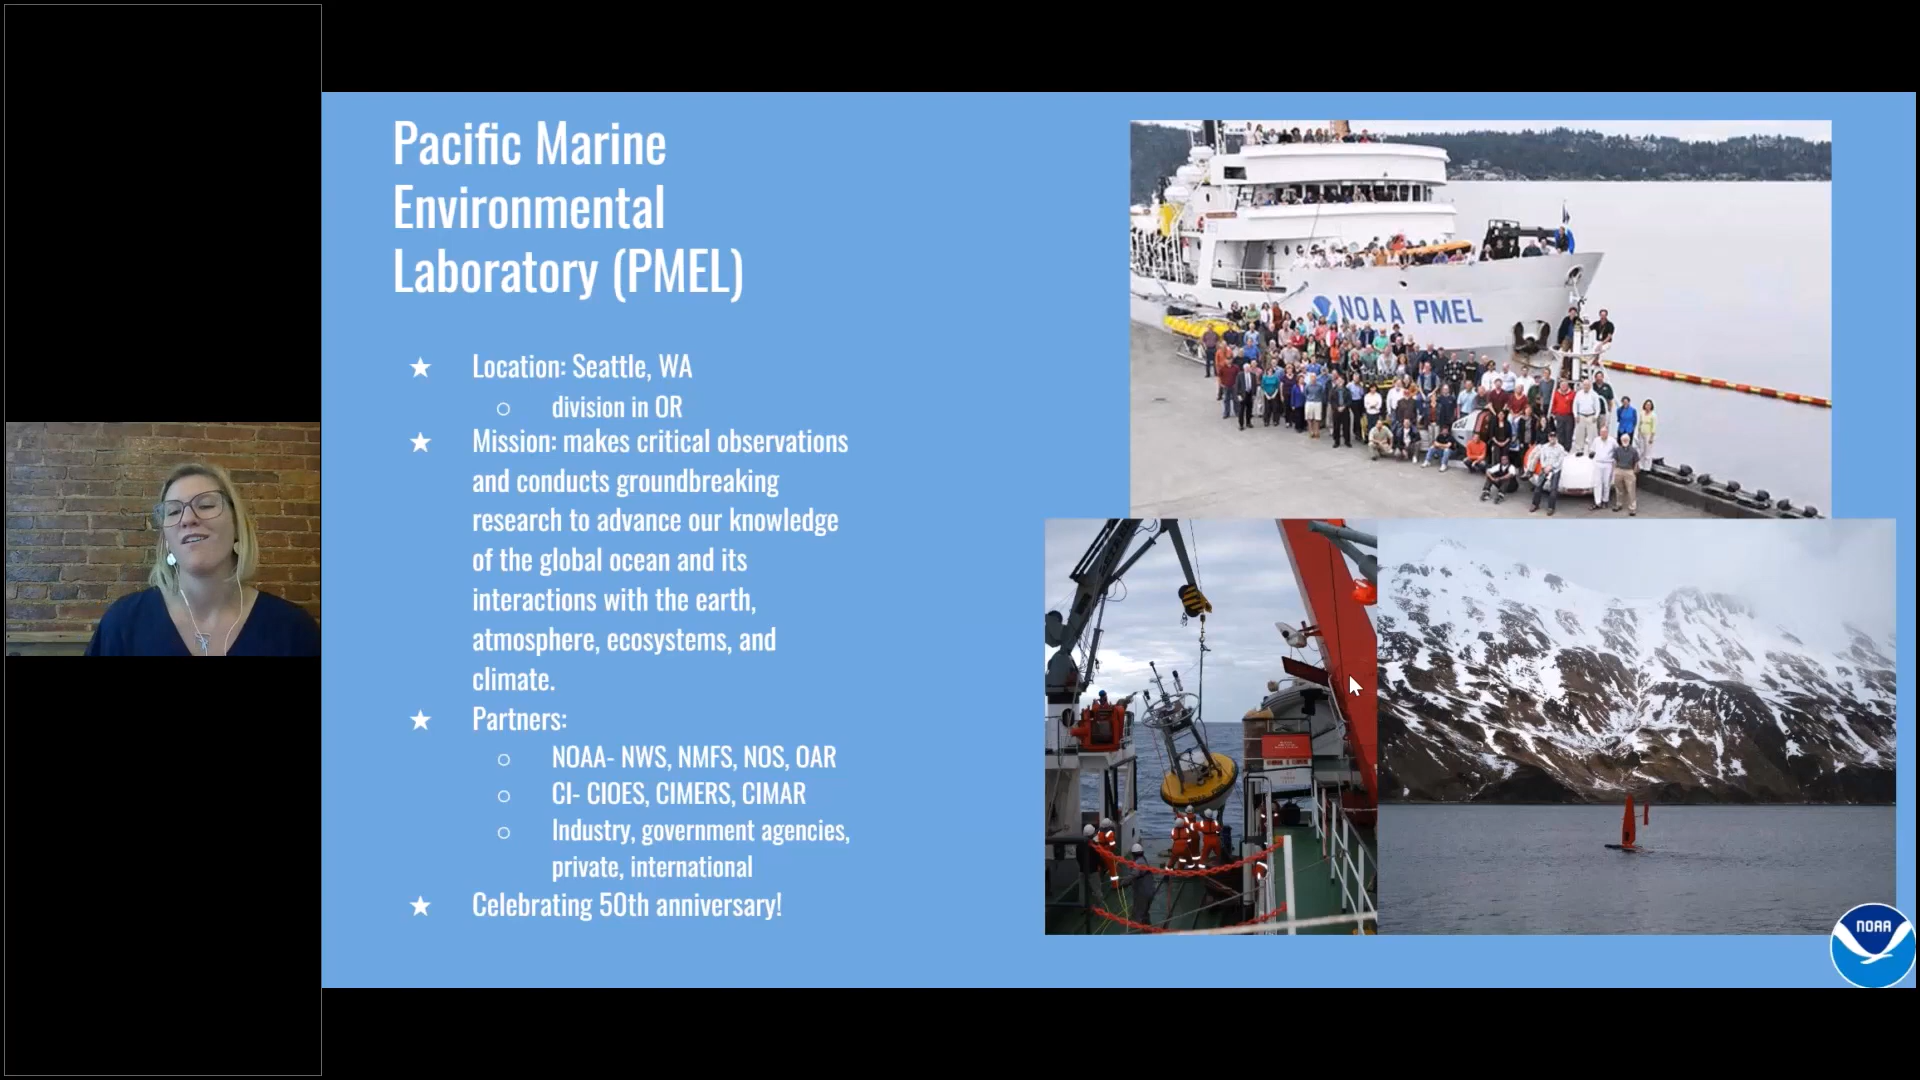 Pacific Marine
Environmental
Laboratory (PMEL)
★ Location: Seattle, WA
○ division in OR
★ Mission: makes critical observations
and conducts groundbreaking
research to advance our knowledge
of the global ocean and its
interactions with the earth,
atmosphere, ecosystems, and
climate.
★ Partners:
○ NOAA- NWS, NMFS, NOS, OAR
○ CI- CIOES, CIMERS, CIMAR
○ Industry, government agencies,
private, international
★ Celebrating 50th anniversary!
NOAA PMEL
NOAA